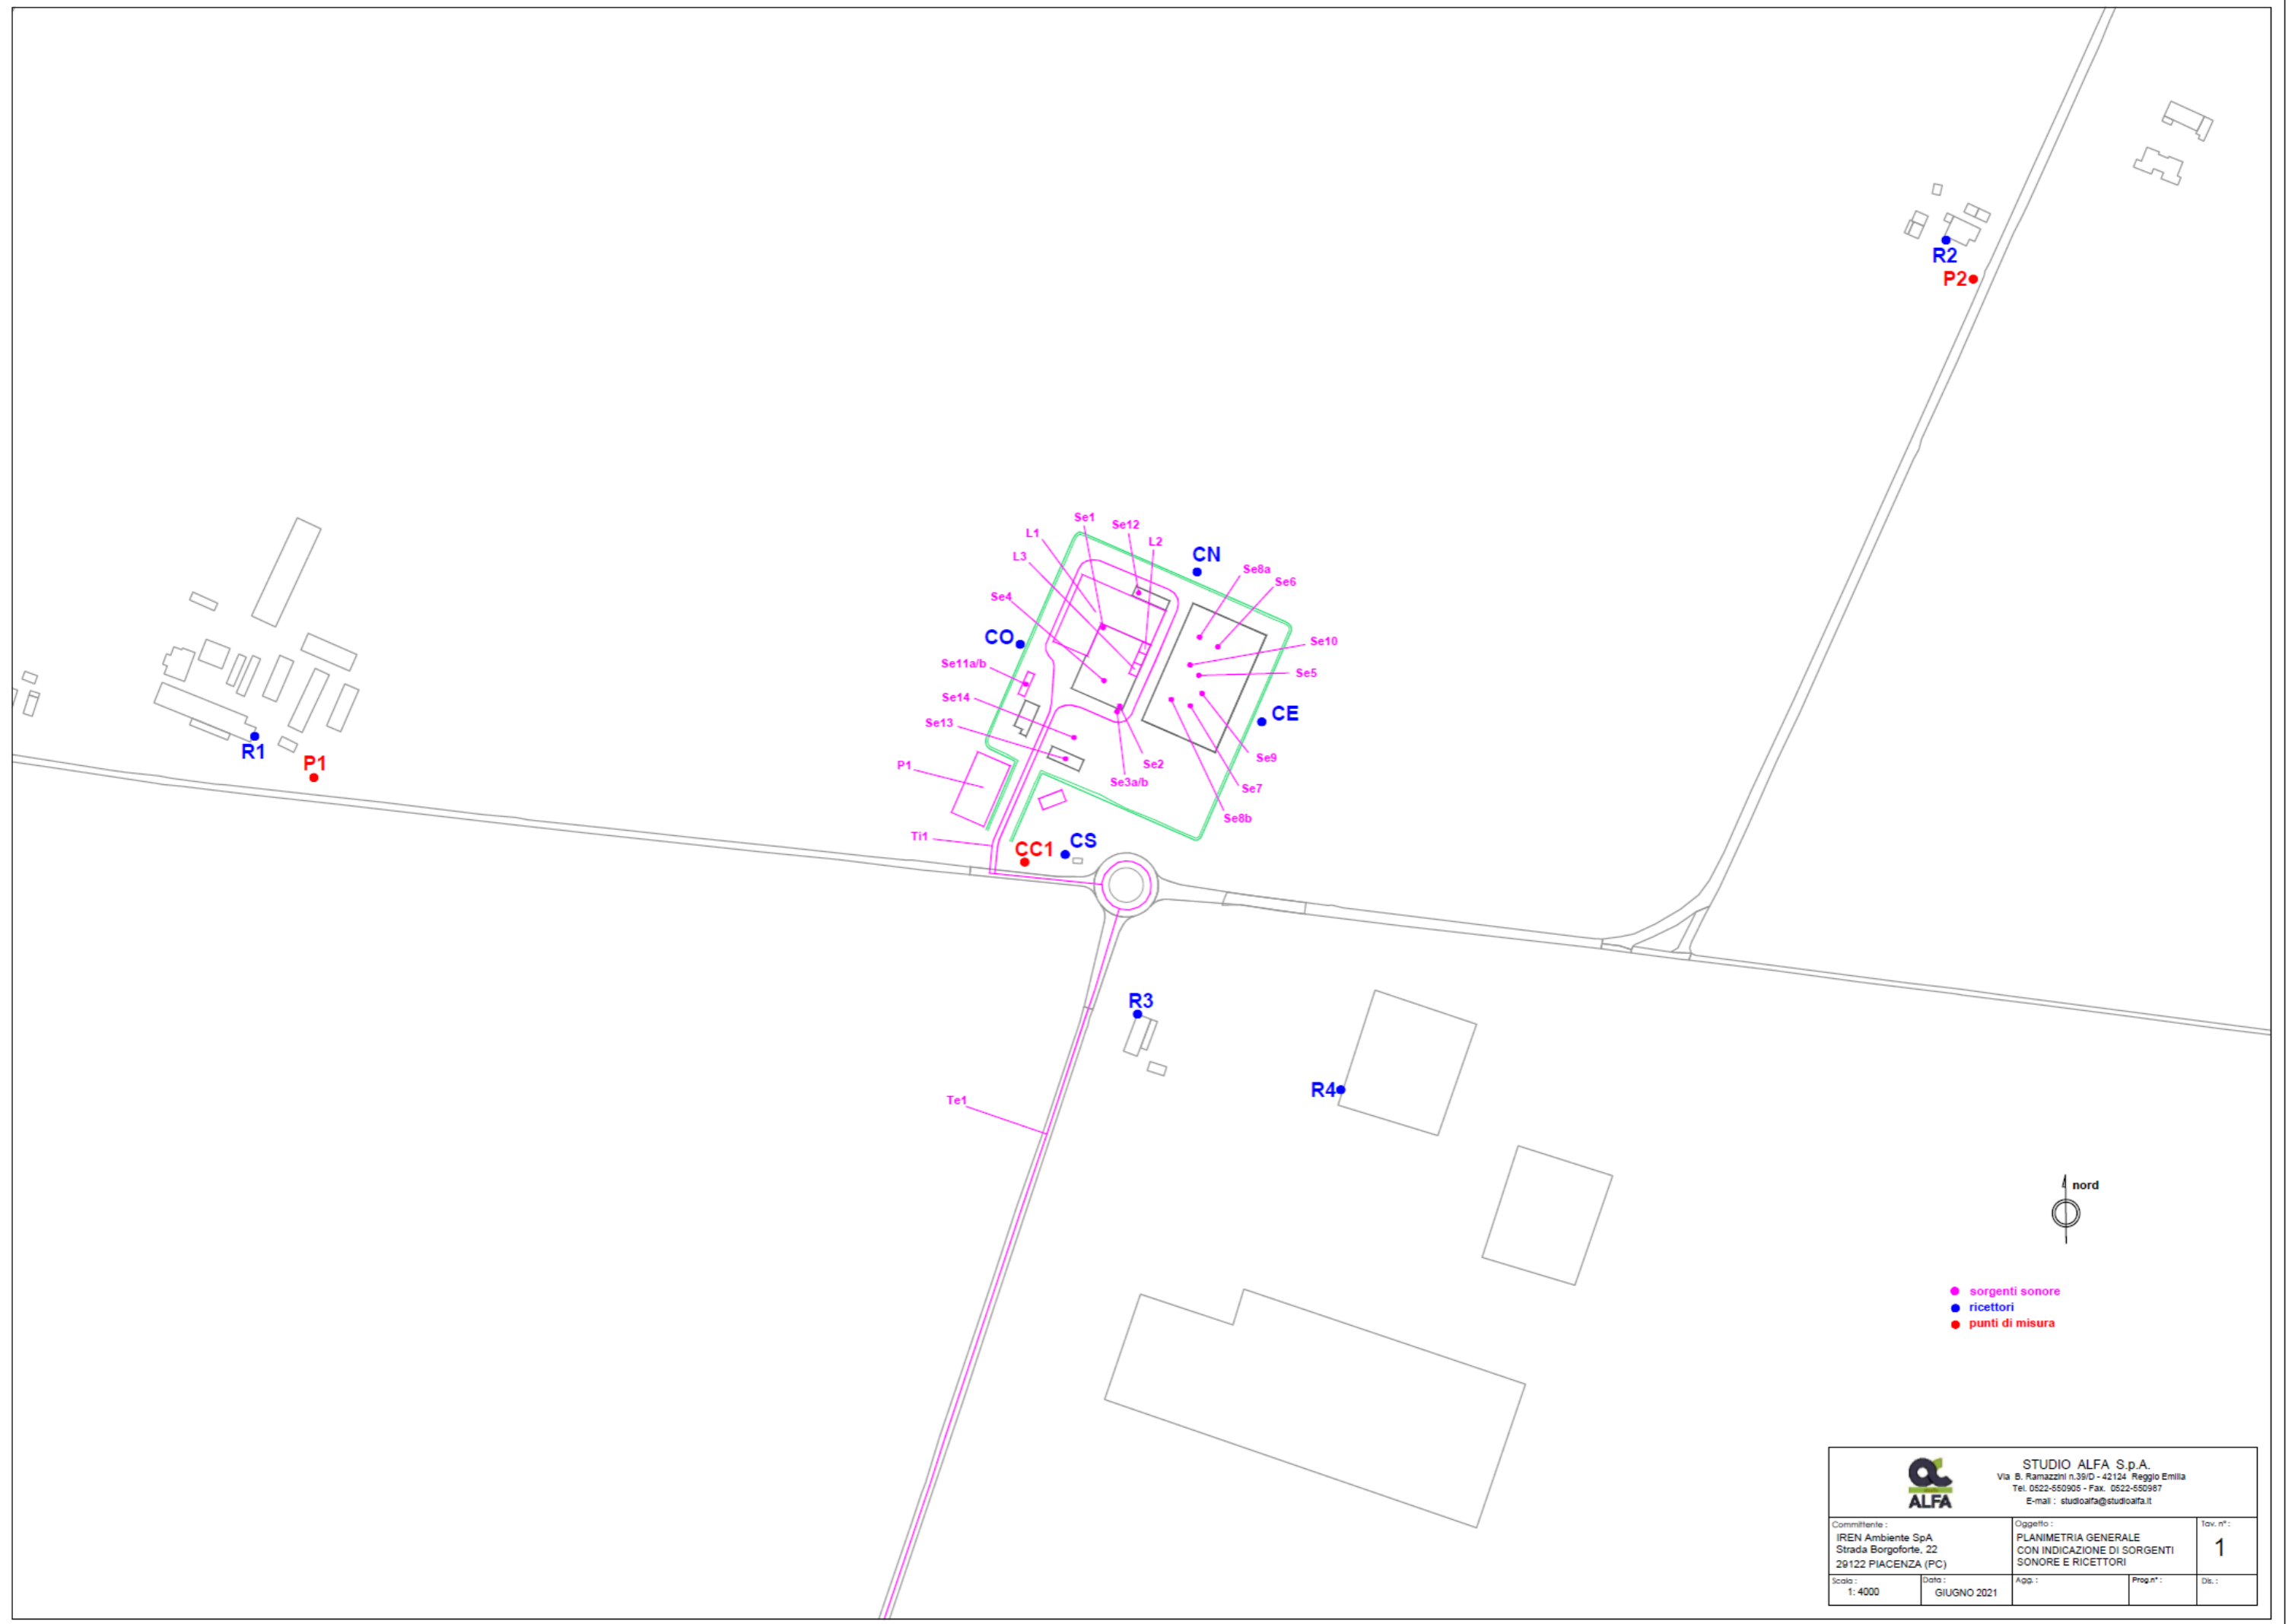 R2
P2
Se1
Se12
L1
L2
L3
CN
Se8a
Se6
Se4
CO
Se10
Se11a/b
Se5
Se14
CE
Se13
R1
P1
Se9
P1
Se2
Se3a/b
Se7
Se8b
Ti1
CC1
CS
R3
R4
Te1
nord
sorgenti sonore
ricettori
punti di misura
ALFA
STUDIO ALFA S.p.A.
Via B. Ramazzini n.39/D - 42124 Reggio Emilia
Tel. 0522-550905 - Fax. 0522-550987
E-mail : studioalfa@studioalfa.it
Committente :
IREN Ambiente SpA
Strada Borgoforte, 22
29122 PIACENZA (PC)
Oggetto :
PLANIMETRIA GENERALE
CON INDICAZIONE DI SORGENTI
SONORE E RICETTORI
Tav. n° :
1
Scala :
1: 4000
Data :
GIUGNO 2021
Agg. :
Prog.n° :
Dis. :